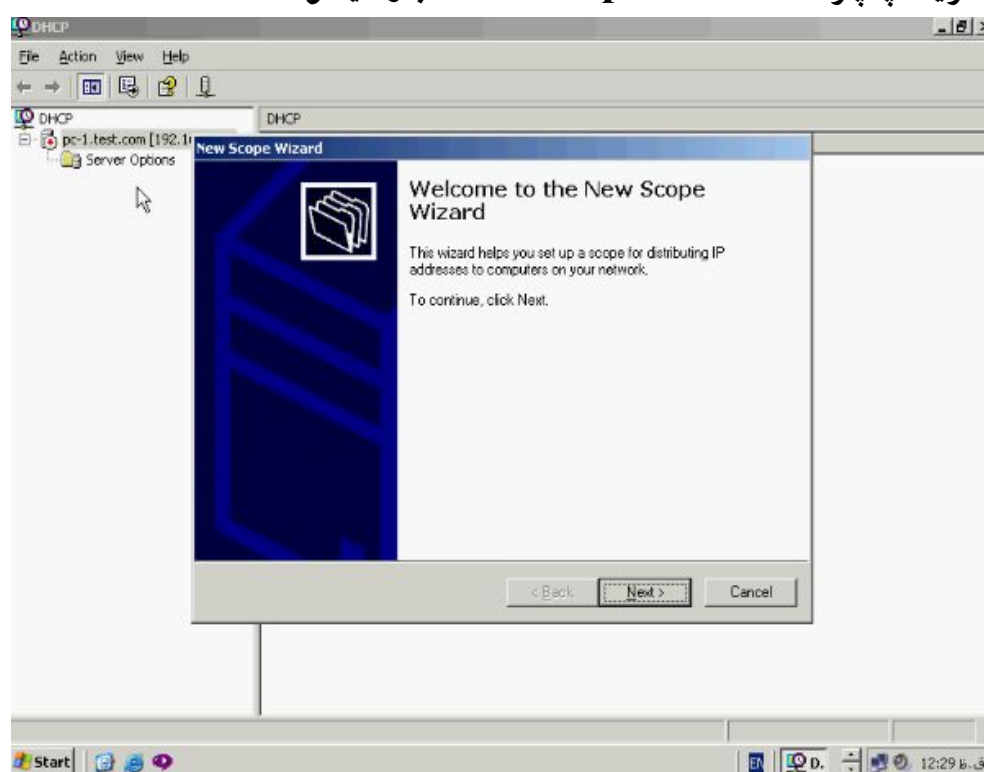 DHCP
File Action View Help
DHCP
DHCP
pc-1.test.com [192.1
Server Options
New Scope Wizard
Welcome to the New Scope
Wizard
This wizard helps you set up a scope for distributing IP
addresses to computers on your network.
To continue, click Next.
< Back Next > Cancel
Start
EN
D.
12:29 ق.ظ